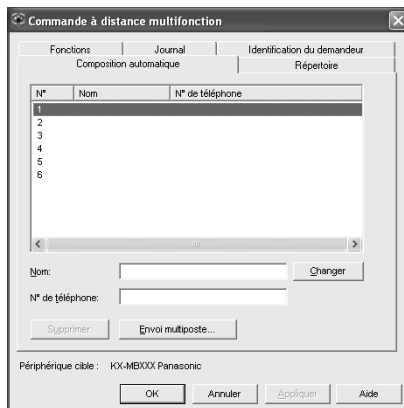 Commande à distance multifonction
Fonctions Journal Identification du demandeur
Composition automatique Répertoire
N° Nom N° de téléphone
1
2
3
4
5
6
Nom: Changer
N° de téléphone:
Supprimer Envoi multiposte...
Périphérique cible : KX-MBXXX Panasonic
OK Annuler Appliquer Aide